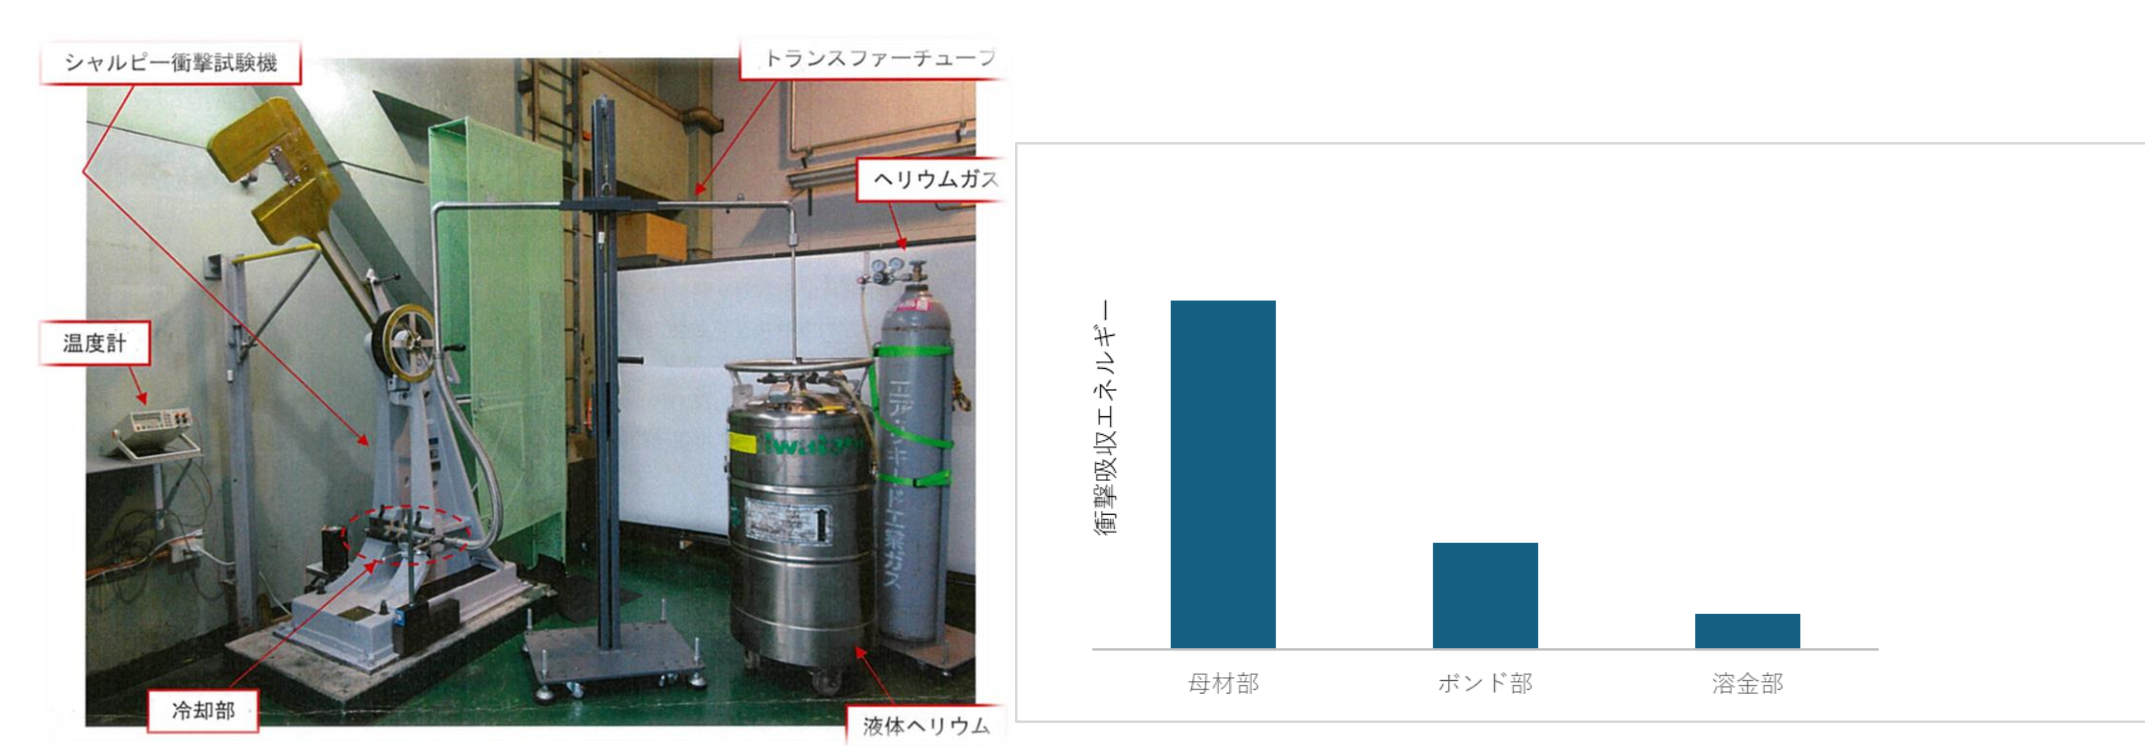 シャルピー衝撃試験機
トランスファーチューブ
ヘリウムガス
温度計
冷却部
液体ヘリウム
iwatani
衝撃吸収エネルギー
母材部
ボンド部
溶金部